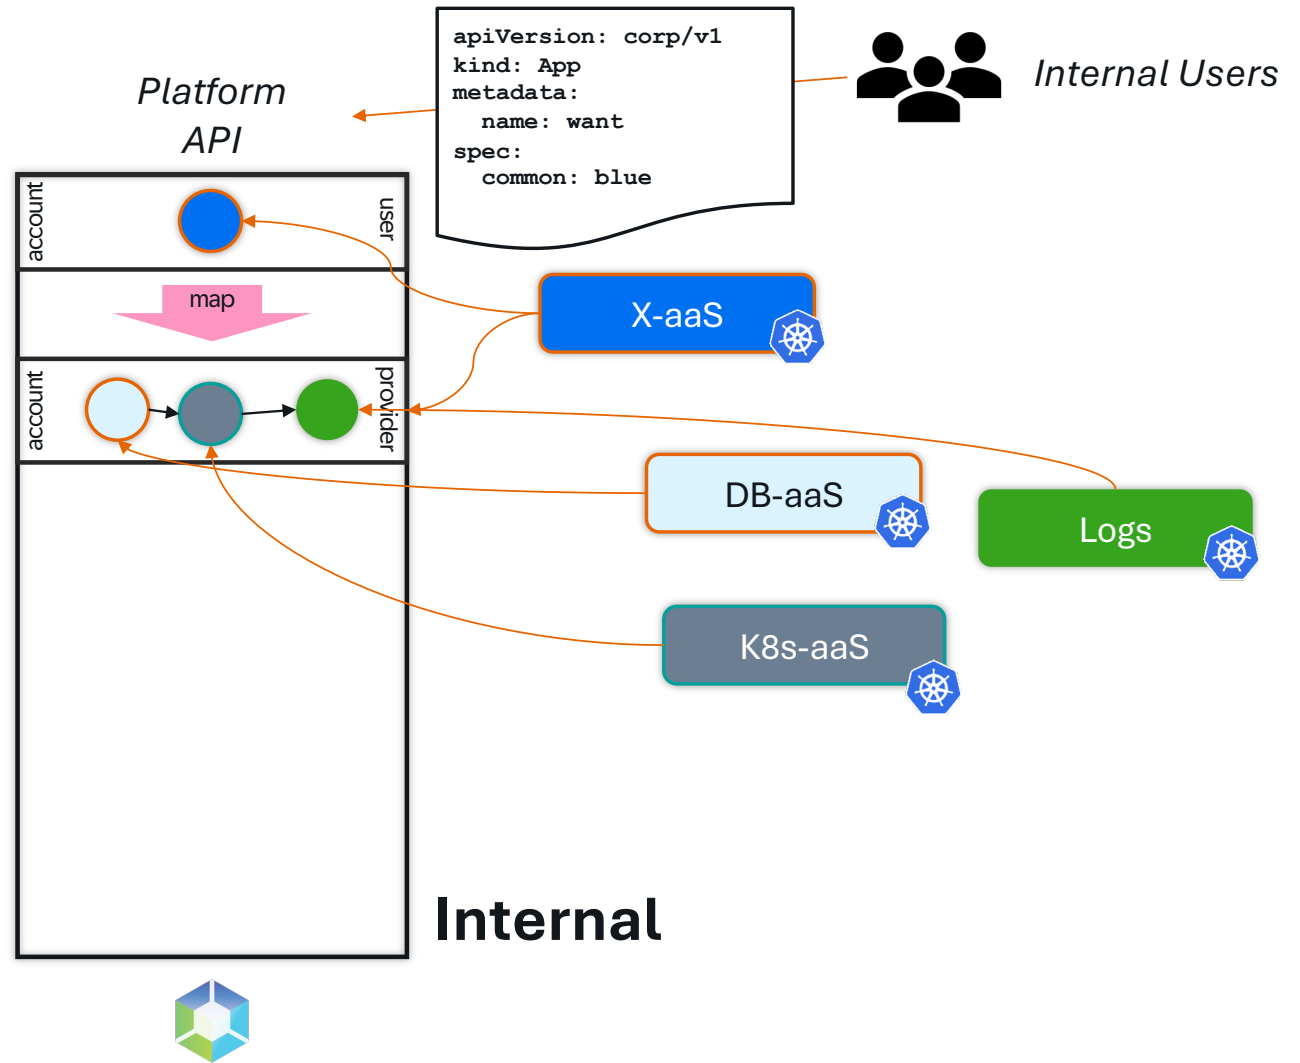 Platform
API
apiVersion: corp/v1
kind: App
metadata:
  name: want
spec:
  common: blue
Internal Users
account
user
map
X-aaS
account
provider
DB-aaS
Logs
K8s-aaS
Internal